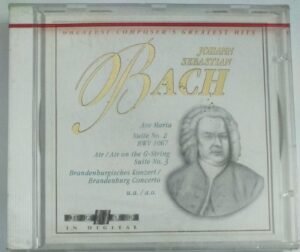 GREATEST COMPOSER'S GREATEST HITS
JOHANN
SEBASTIAN
BACH
Ave Maria
Suite No. 2
BWV 1067
Air / Air on the G-String
Suite No. 3
Brandenburgisches Konzert /
Brandenburg Concerto
u.a. / a.o.
IN DIGITAL